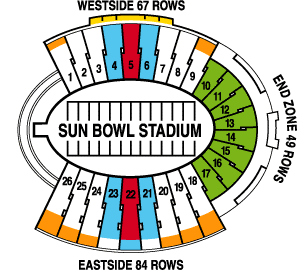 WESTSIDE 67 ROWS
1 2 3 4 5 6 7 8 9 10
11
12
13
14
15
16
17
END ZONE 49 ROWS
SUN BOWL STADIUM
26 25 24 23 22 21 20 19 18
EASTSIDE 84 ROWS